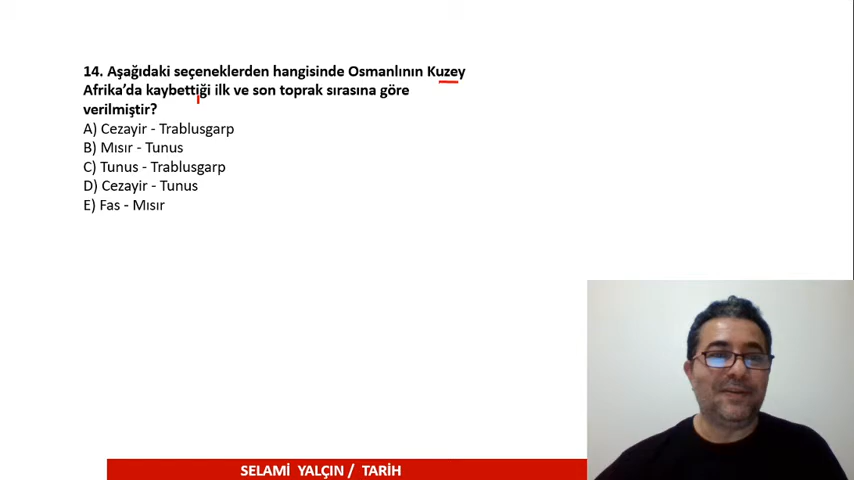 14. Aşağıdaki seçeneklerden hangisinde Osmanlının Kuzey
Afrika’da kaybettiği ilk ve son toprak sırasına göre
verilmiştir?
A) Cezayir - Trablusgarp
B) Mısır - Tunus
C) Tunus - Trablusgarp
D) Cezayir - Tunus
E) Fas - Mısır
SELAMİ YALÇIN / TARİH